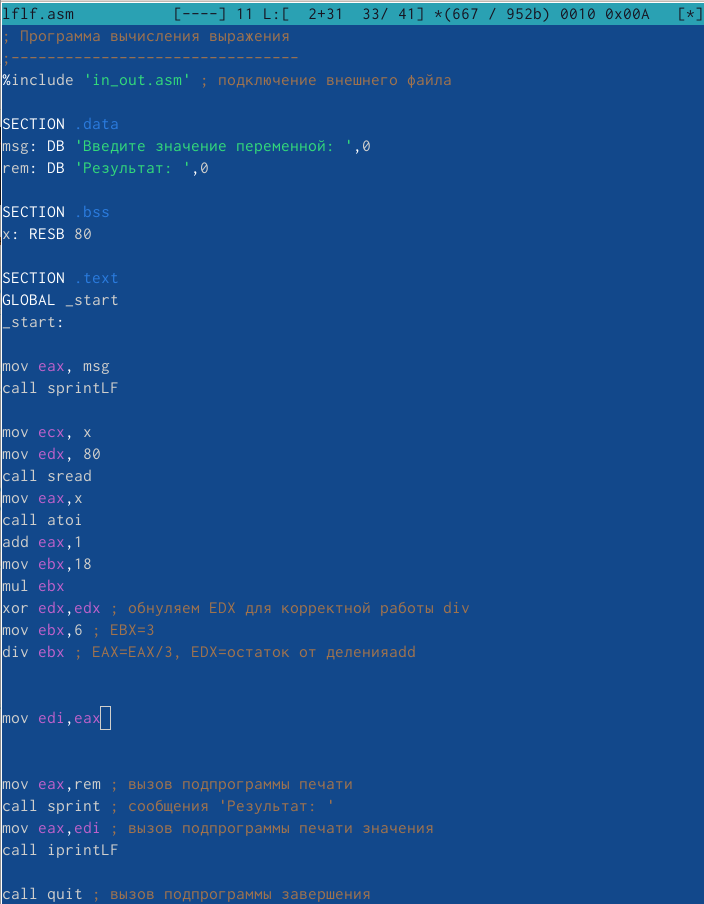 lflf.asm [----] 11 L:[ 2+31 33/ 41] *(667 / 952b) 0010 0x00A [*]
; Программа вычисления выражения
;--------------------------------
%include 'in_out.asm' ; подключение внешнего файла
SECTION .data
msg: DB 'Введите значение переменной: ',0
rem: DB 'Результат: ',0
SECTION .bss
x: RESB 80
SECTION .text
GLOBAL _start
_start:
mov eax, msg
call sprintLF
mov ecx, x
mov edx, 80
call sread
mov eax,x
call atoi
add eax,1
mov ebx,18
mul ebx
xor edx,edx ; обнуляем EDX для корректной работы div
mov ebx,6 ; EBX=3
div ebx ; EAX=EAX/3, EDX=остаток от деленияadd
mov edi,eax
mov eax,rem ; вызов подпрограммы печати
call sprint ; сообщения 'Результат: '
mov eax,edi ; вызов подпрограммы печати значения
call iprintLF
call quit ; вызов подпрограммы завершения